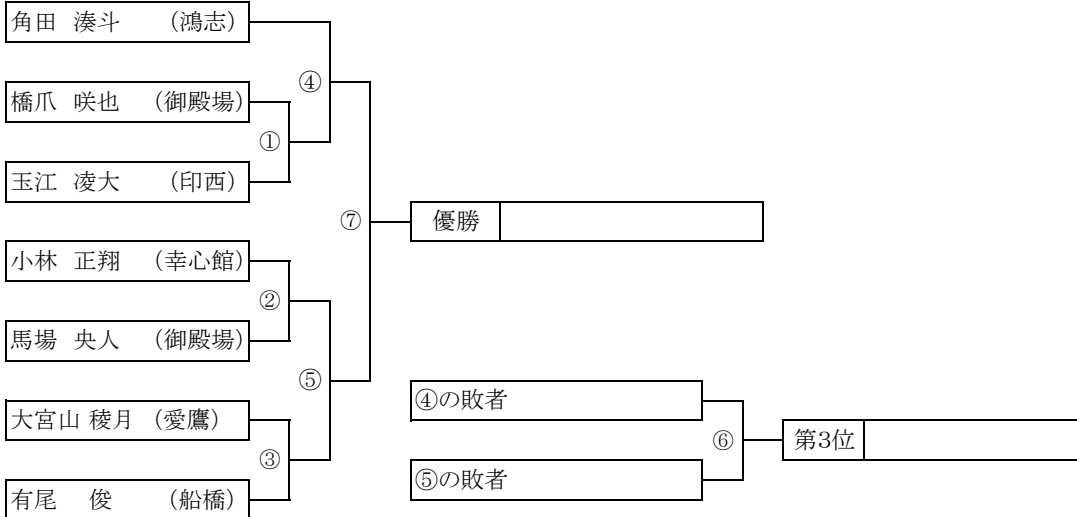 角田 湊斗 （鴻志）
④
橋爪 咲也 （御殿場）
①
玉江 凌大 （印西）
⑦
優勝
小林 正翔 （幸心館）
②
馬場 央人 （御殿場）
⑤
④の敗者
大宮山 稜月 （愛鷹）
⑥
第3位
③
⑤の敗者
有尾 俊 （船橋）